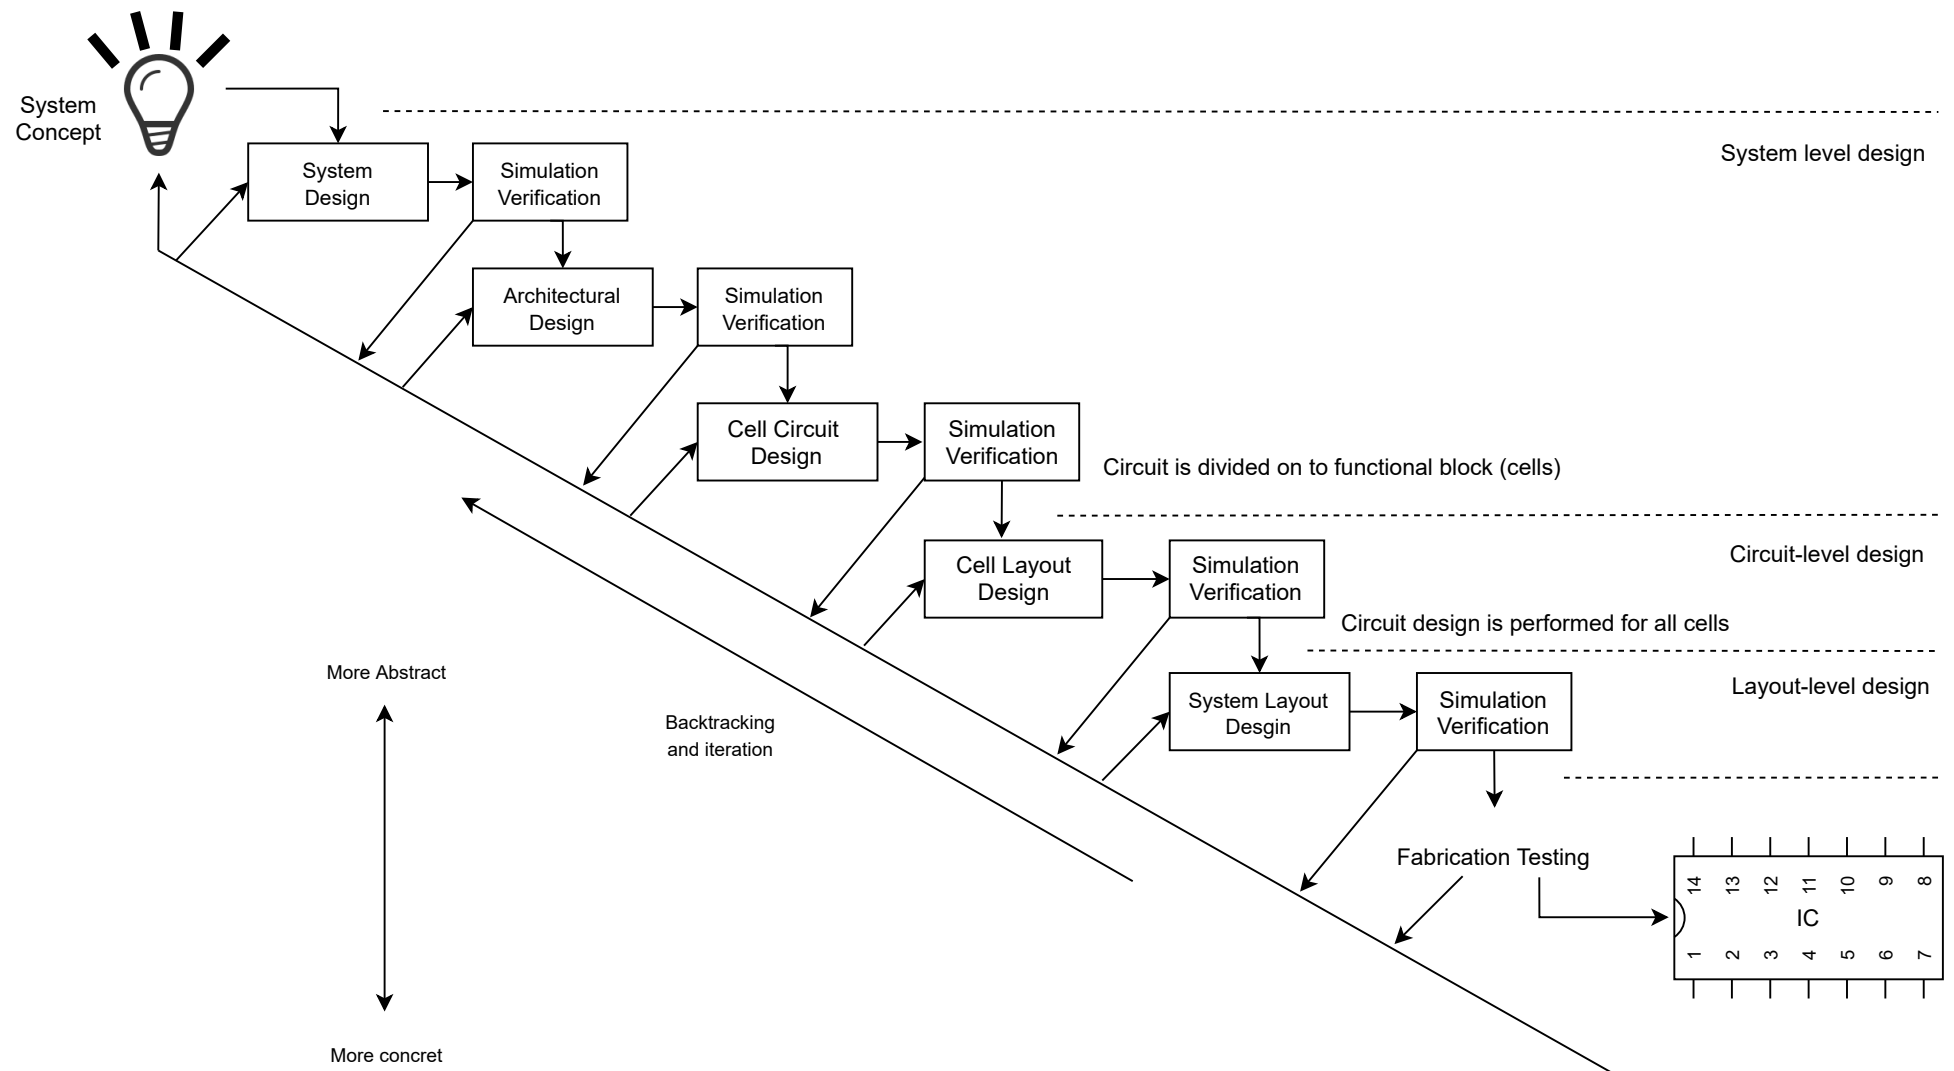 System
Concept
System level design
System
Design
Simulation
Verification
Architectural
Design
Simulation
Verification
Cell Circuit
Design
Simulation
Verification
Circuit is divided on to functional block (cells)
Circuit-level design
Cell Layout
Design
Simulation
Verification
Circuit design is performed for all cells
Layout-level design
System Layout
Desgin
Simulation
Verification
More Abstract
Backtracking
and iteration
Fabrication Testing
14 13 12 11 10 9 8
IC
1 2 3 4 5 6 7
More concret